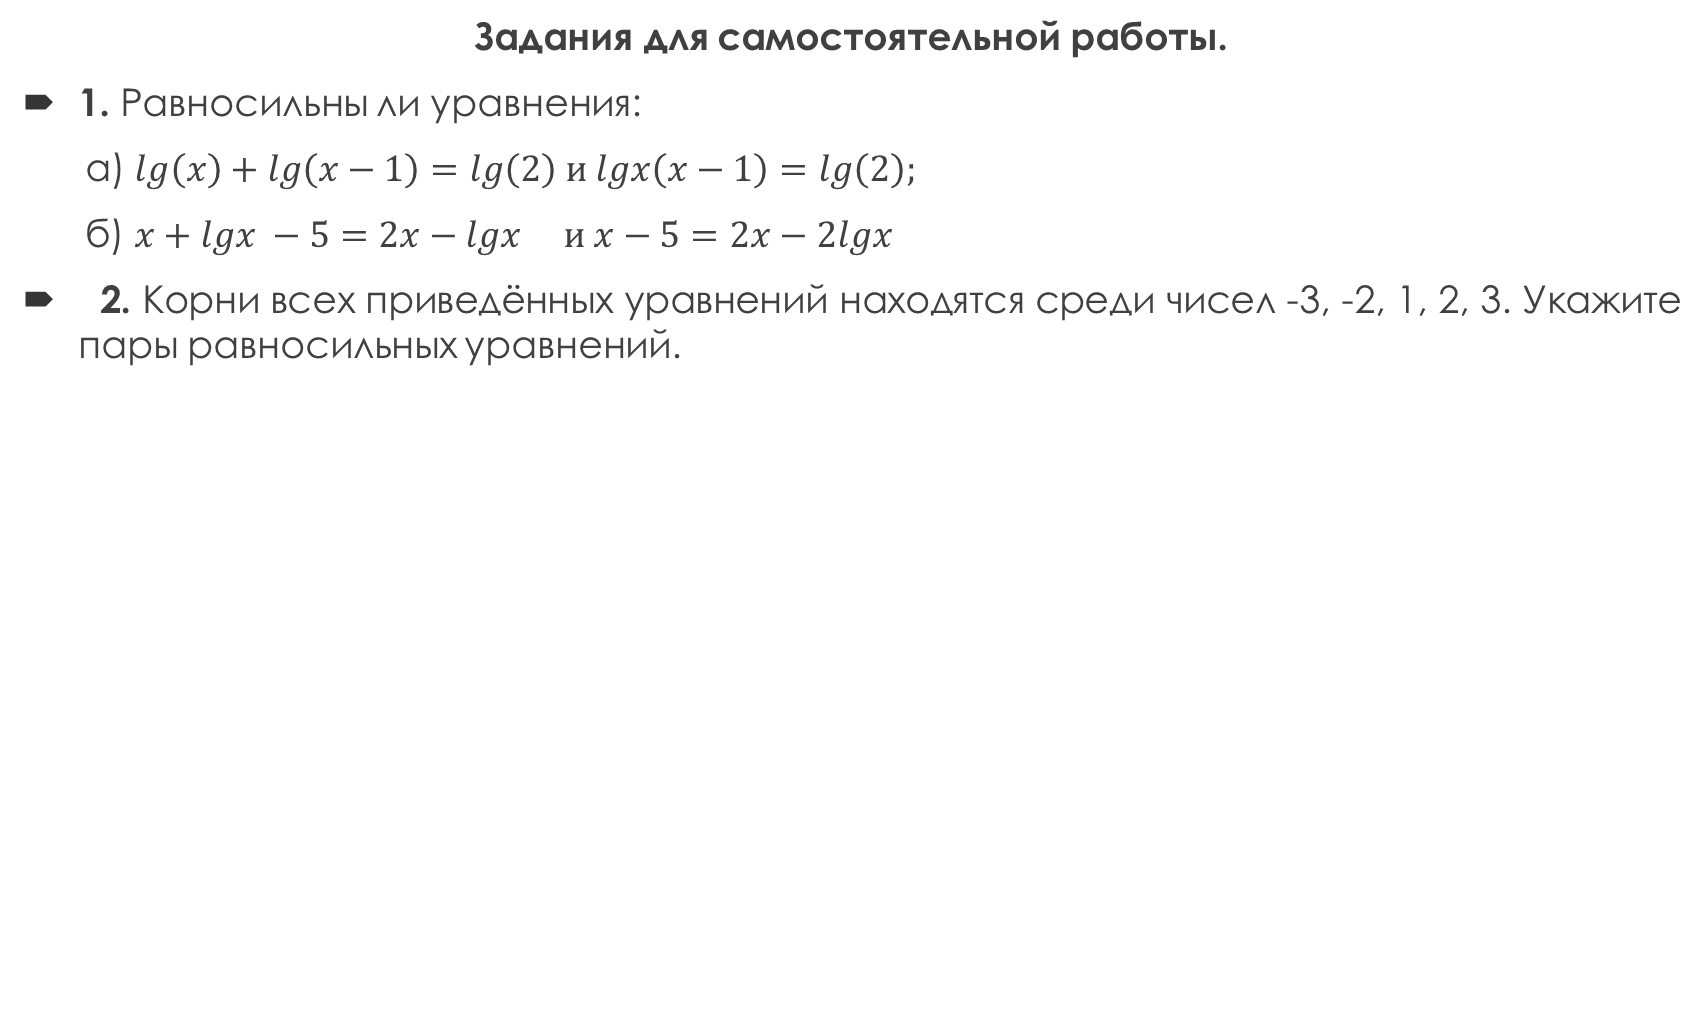 Задания для самостоятельной работы.
1. Равносильны ли уравнения:
а) lg(x) + lg(x − 1) = lg(2) и lgx(x − 1) = lg(2);
б) x + lgx − 5 = 2x − lgx и x − 5 = 2x − 2lgx
2. Корни всех приведённых уравнений находятся среди чисел -3, -2, 1, 2, 3. Укажите
пары равносильных уравнений.